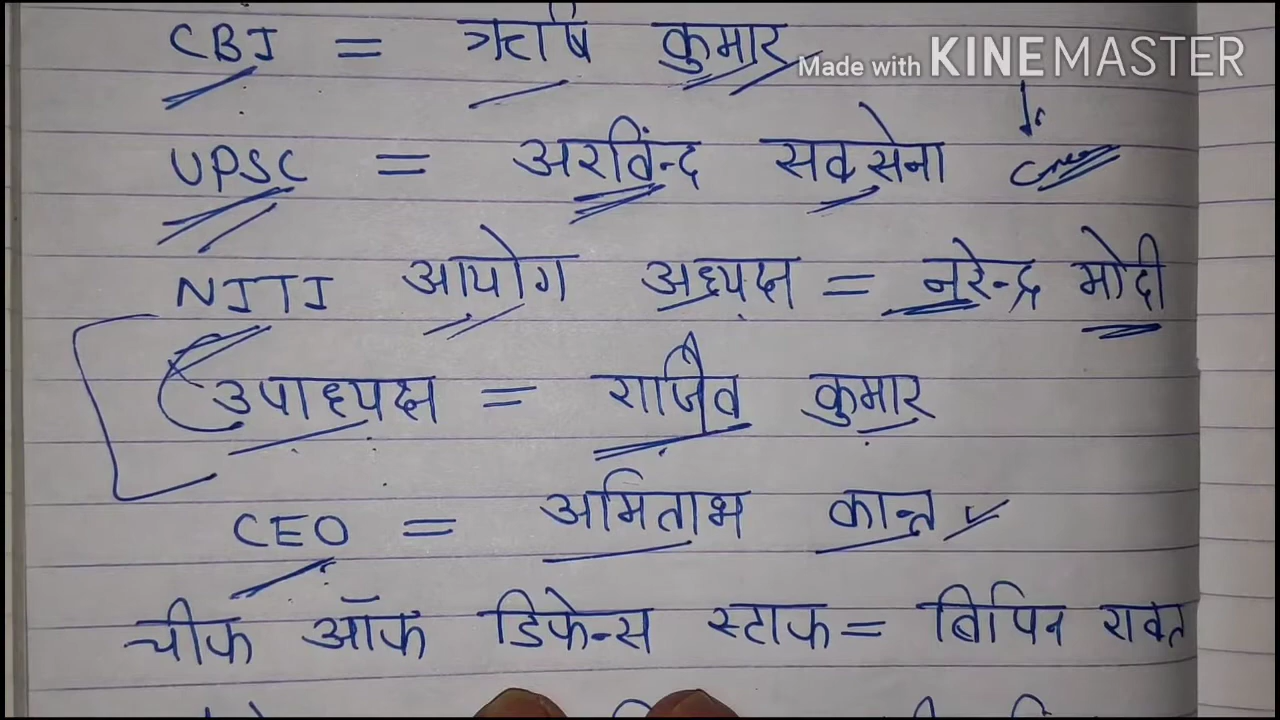 CBI = ऋषि कुमार
Made with KINEMASTER
UPSC = अरविंन्द सक्सेना
NITI आयोग अध्यक्ष = नरेन्द्र मोदी
उपाध्यक्ष = राजिव कुमार
CEO = अमिताभ कान्त
चीफ ऑफ डिफेन्स स्टाफ = बिपिन रावत